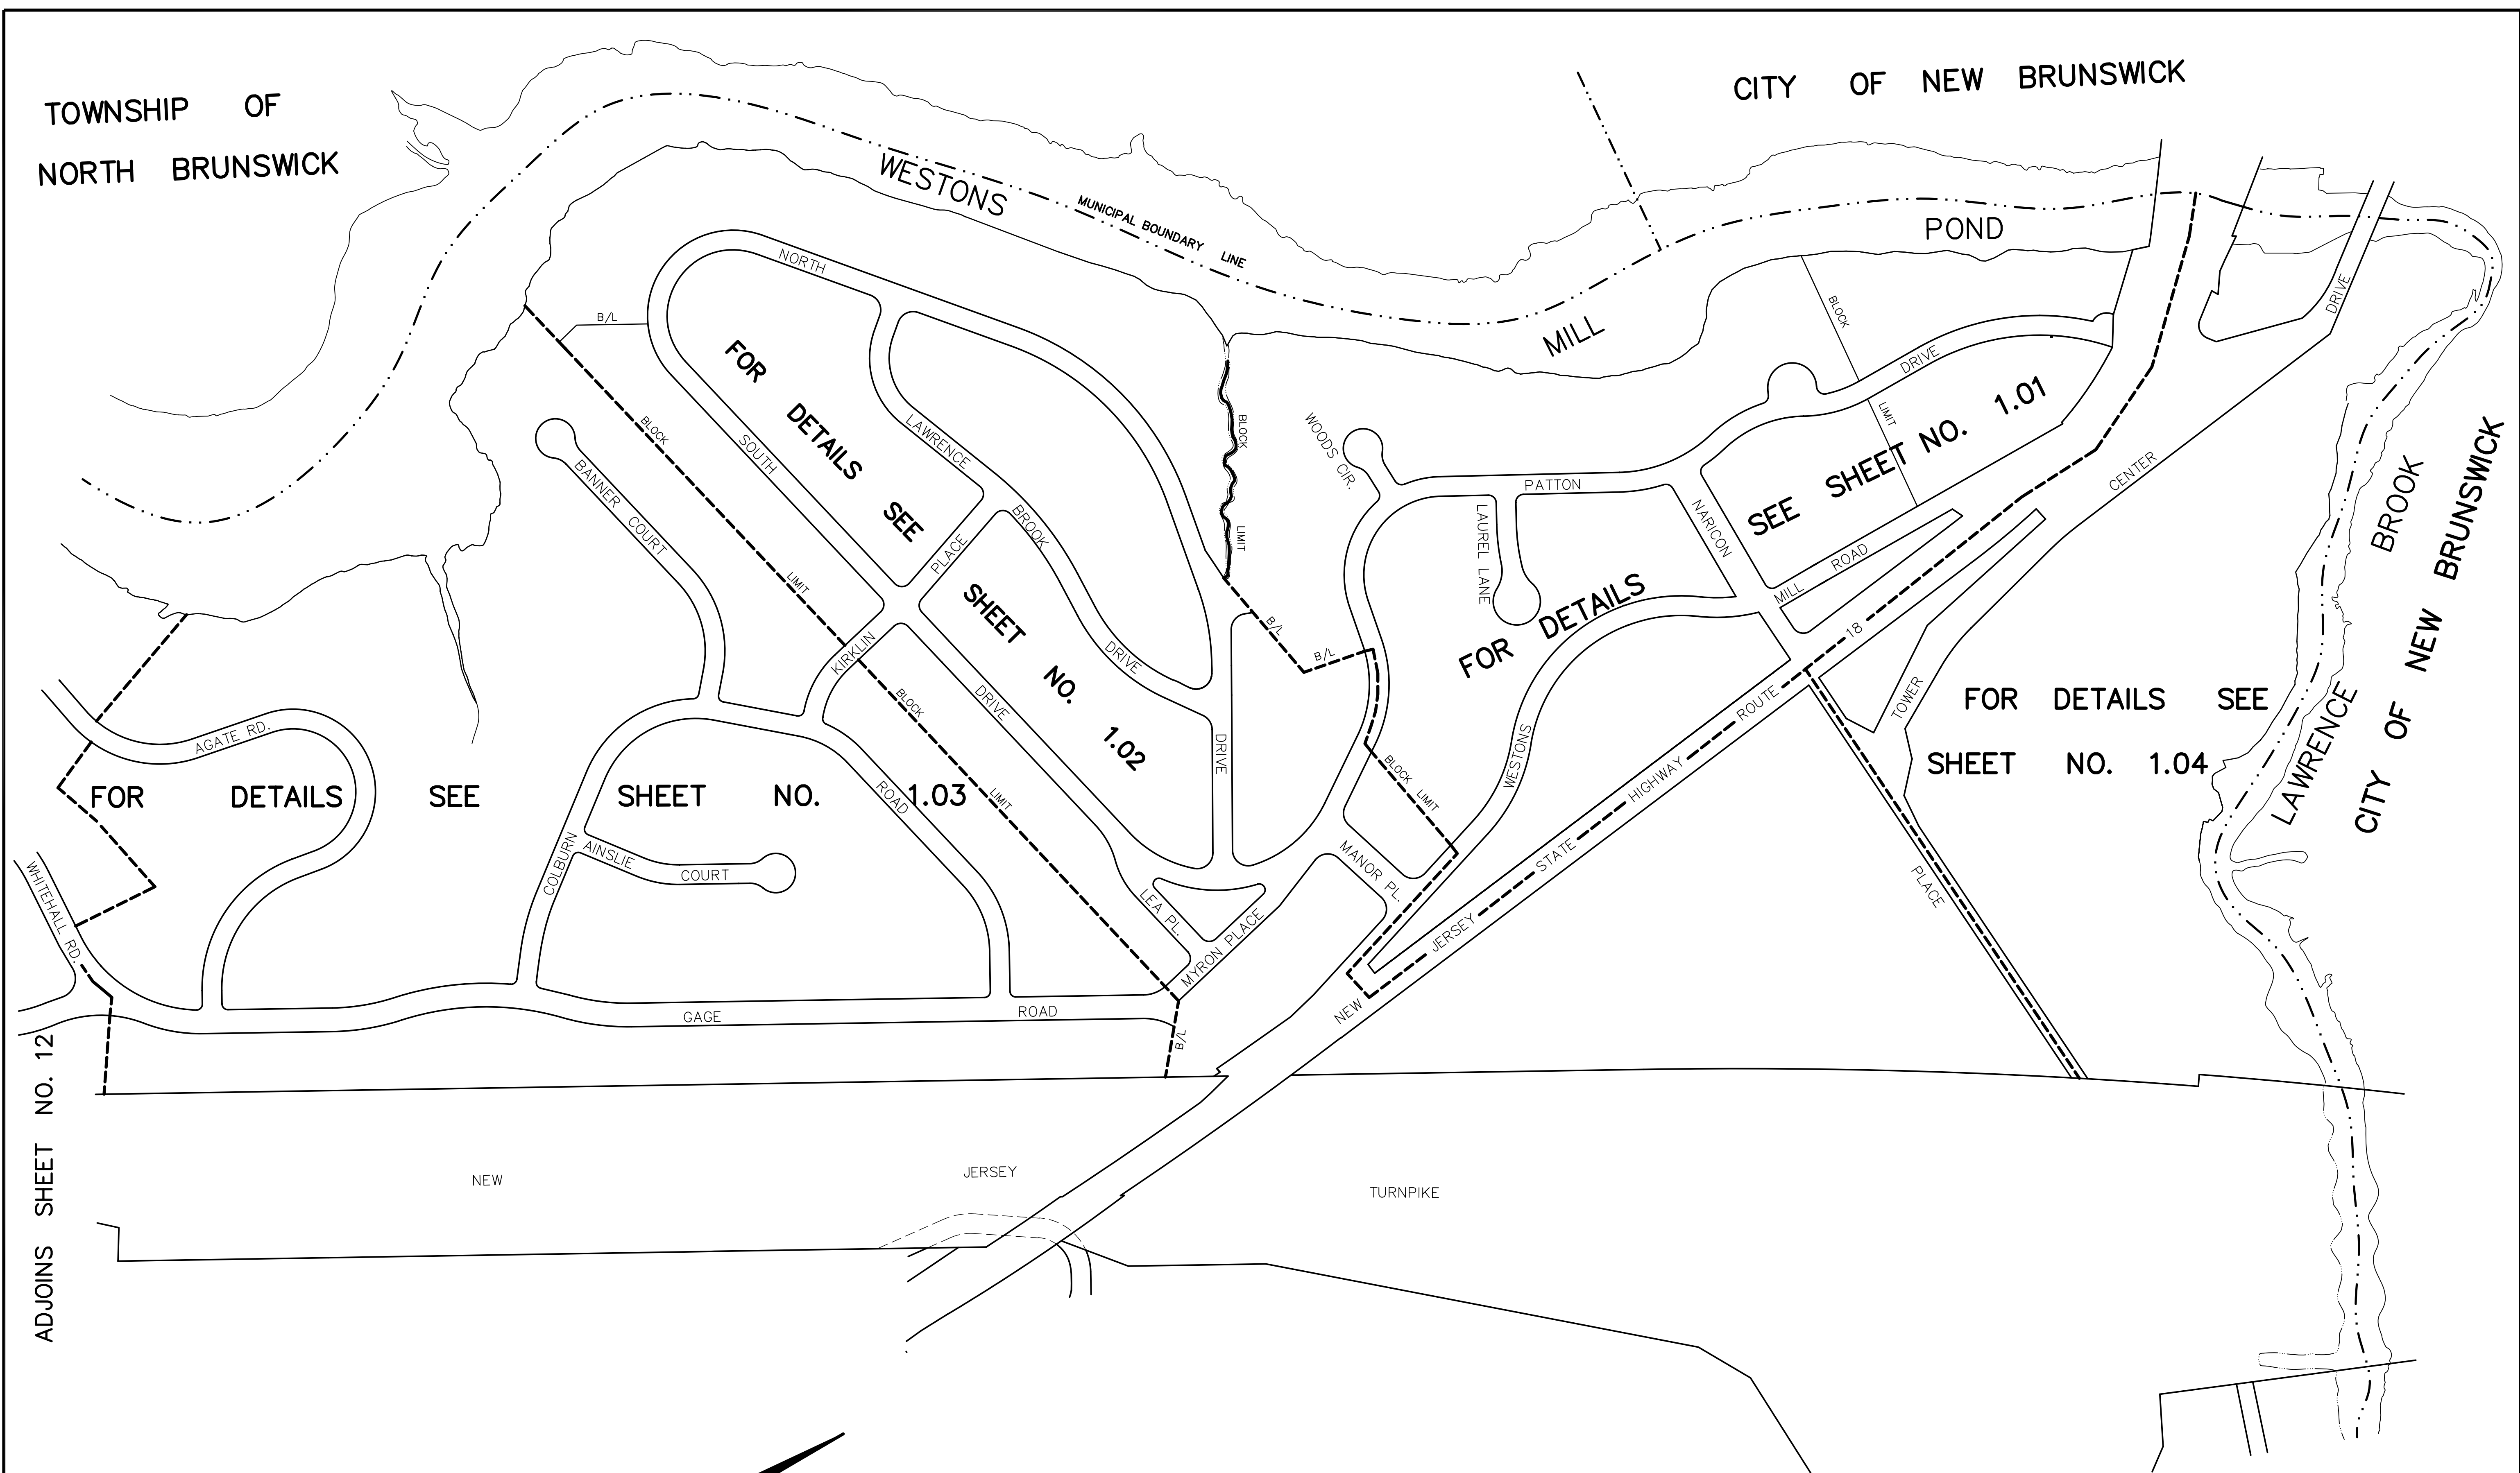 TOWNSHIP OF
NORTH BRUNSWICK
CITY OF NEW BRUNSWICK
WESTONS
MUNICIPAL BOUNDARY LINE
POND
MILL
NORTH
B/L
BLOCK
LIMIT
FOR DETAILS SEE
SHEET NO. 1.02
SOUTH
DRIVE
LAWRENCE
BROOK
DRIVE
PLACE
KIRKLIN
ROAD
BANNER COURT
BLOCK
LIMIT
BLOCK
LIMIT
DRIVE
B/L
B/L
BLOCK
LIMIT
WOODS CIR.
PATTON
DRIVE
LAUREL LANE
NARICON
BLOCK
LIMIT
SEE SHEET NO. 1.01
FOR DETAILS
MILL ROAD
WESTONS
DRIVE
CENTER
TOWER
PLACE
NEW JERSEY STATE HIGHWAY ROUTE 18
FOR DETAILS SEE
SHEET NO. 1.04
LAWRENCE BROOK
CITY OF NEW BRUNSWICK
AGATE RD.
FOR DETAILS SEE SHEET NO. 1.03
WHITEHALL RD.
COLBURN
AINSLIE
COURT
LEA PL.
MYRON PLACE
MANOR PL.
GAGE ROAD
B/L
ADJOINS SHEET NO. 12
NEW JERSEY TURNPIKE